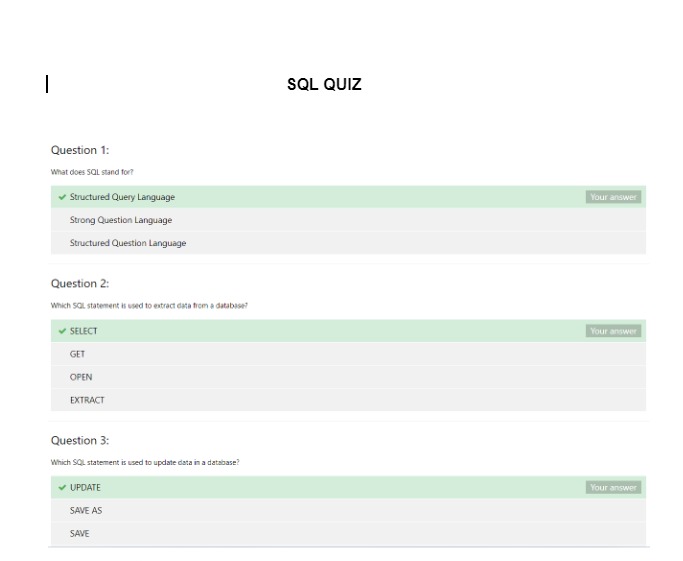 SQL QUIZ
Question 1:
What does SQL stand for?
Structured Query Language Your answer
Strong Question Language
Structured Question Language
Question 2:
Which SQL statement is used to extract data from a database?
SELECT Your answer
GET
OPEN
EXTRACT
Question 3:
Which SQL statement is used to update data in a database?
UPDATE Your answer
SAVE AS
SAVE